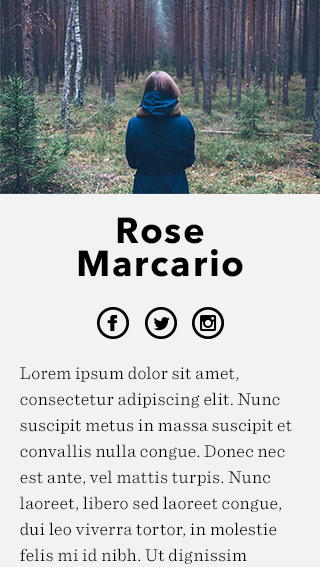 Rose
Marcario
Lorem ipsum dolor sit amet,
consectetur adipiscing elit. Nunc
suscipit metus in massa suscipit et
convallis nulla congue. Donec nec
est ante, vel mattis turpis. Nunc
laoreet, libero sed laoreet congue,
dui leo viverra tortor, in molestie
felis mi id nibh. Ut dignissim